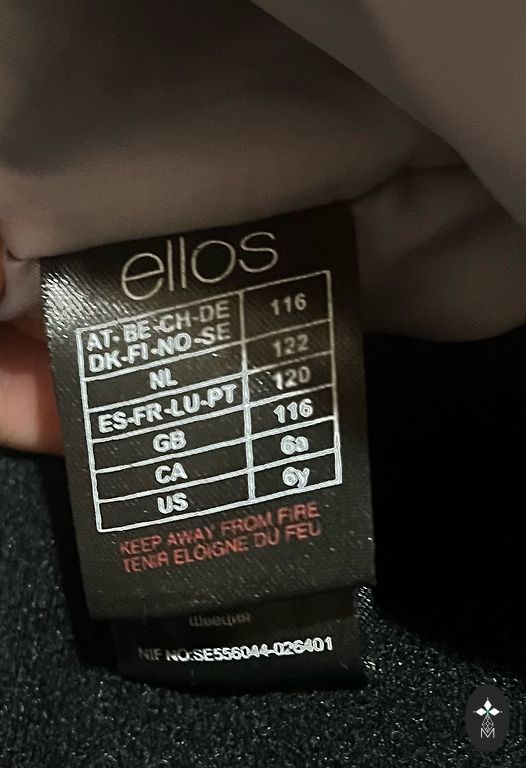 ellos
AT- BE-CH-DE
DK-FI-NO-SE 116
NL 122
ES-FR-LU-PT 120
GB 116
CA 6a
US 6y
KEEP AWAY FROM FIRE
TENIR ELOIGNE DU FEU
Швеция
NIF NO:SE556044-026401
M